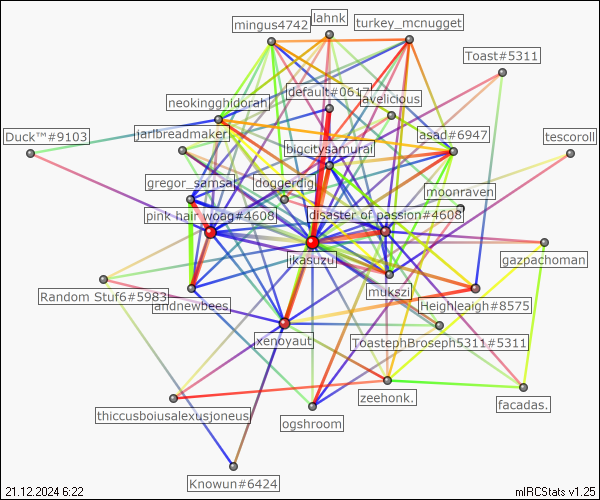 lahnk
mingus4742
turkey_mcnugget
Toast#5311
default#0617
avelicious
neokingghidorah
Duck™#9103
jarlbreadmaker
asad#6947
tescoroll
bigcitysamurai
gregor_samsa
doggerdig
moonraven
pink hair woag#4608
disaster of passion#4608
ikasuzu
gazpachoman
Random Stuf6#5983
andnewbees
mukszi
Heighleigh#8575
xenoyaut
ToastephBroseph5311#5311
zeehonk.
facadas.
thiccusboiusalexusjoneus
ogshroom
Knowun#6424
21.12.2024 6:22
mIRCStats v1.25